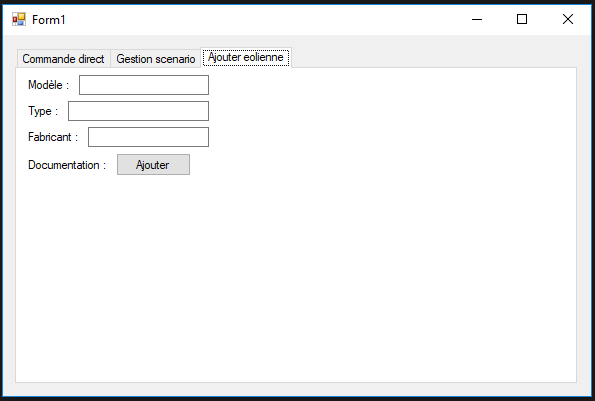 Form1
Commande direct Gestion scenario Ajouter eolienne
Modèle :
Type :
Fabricant :
Documentation : Ajouter